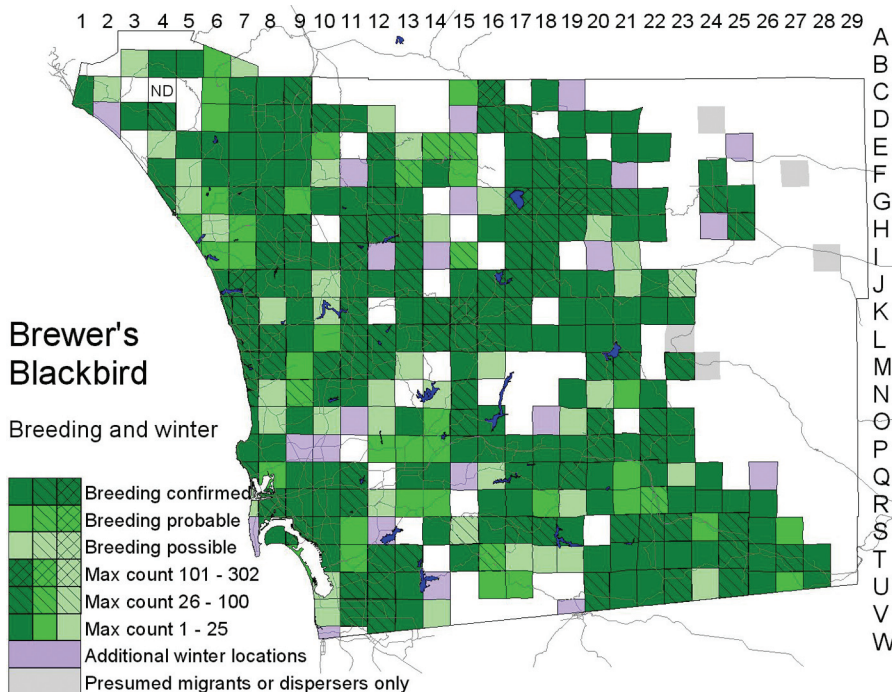 1 2 3 4 5 6 7 8 9 10 11 12 13 14 15 16 17 18 19 20 21 22 23 24 25 26 27 28 29
A
B
C
D
E
F
G
H
I
J
K
L
M
N
O
P
Q
R
S
T
U
V
W
ND
Brewer's
Blackbird
Breeding and winter
Breeding confirmed
Breeding probable
Breeding possible
Max count 101 - 302
Max count 26 - 100
Max count 1 - 25
Additional winter locations
Presumed migrants or dispersers only